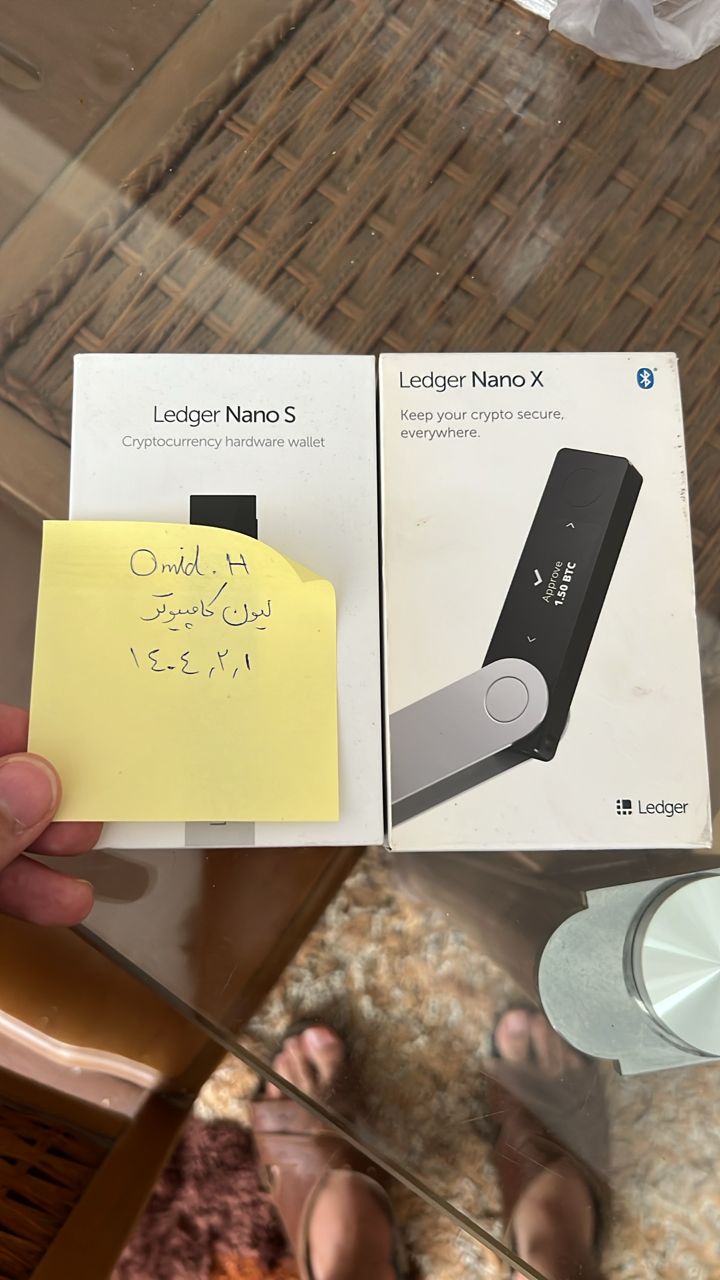 Ledger Nano S
Cryptocurrency hardware wallet
Omid. H
لیون کامپیوتر
۱۴۰۴٫۲٫۱
Ledger Nano X
Keep your crypto secure,
everywhere.
Approve
1.50 BTC
Ledger